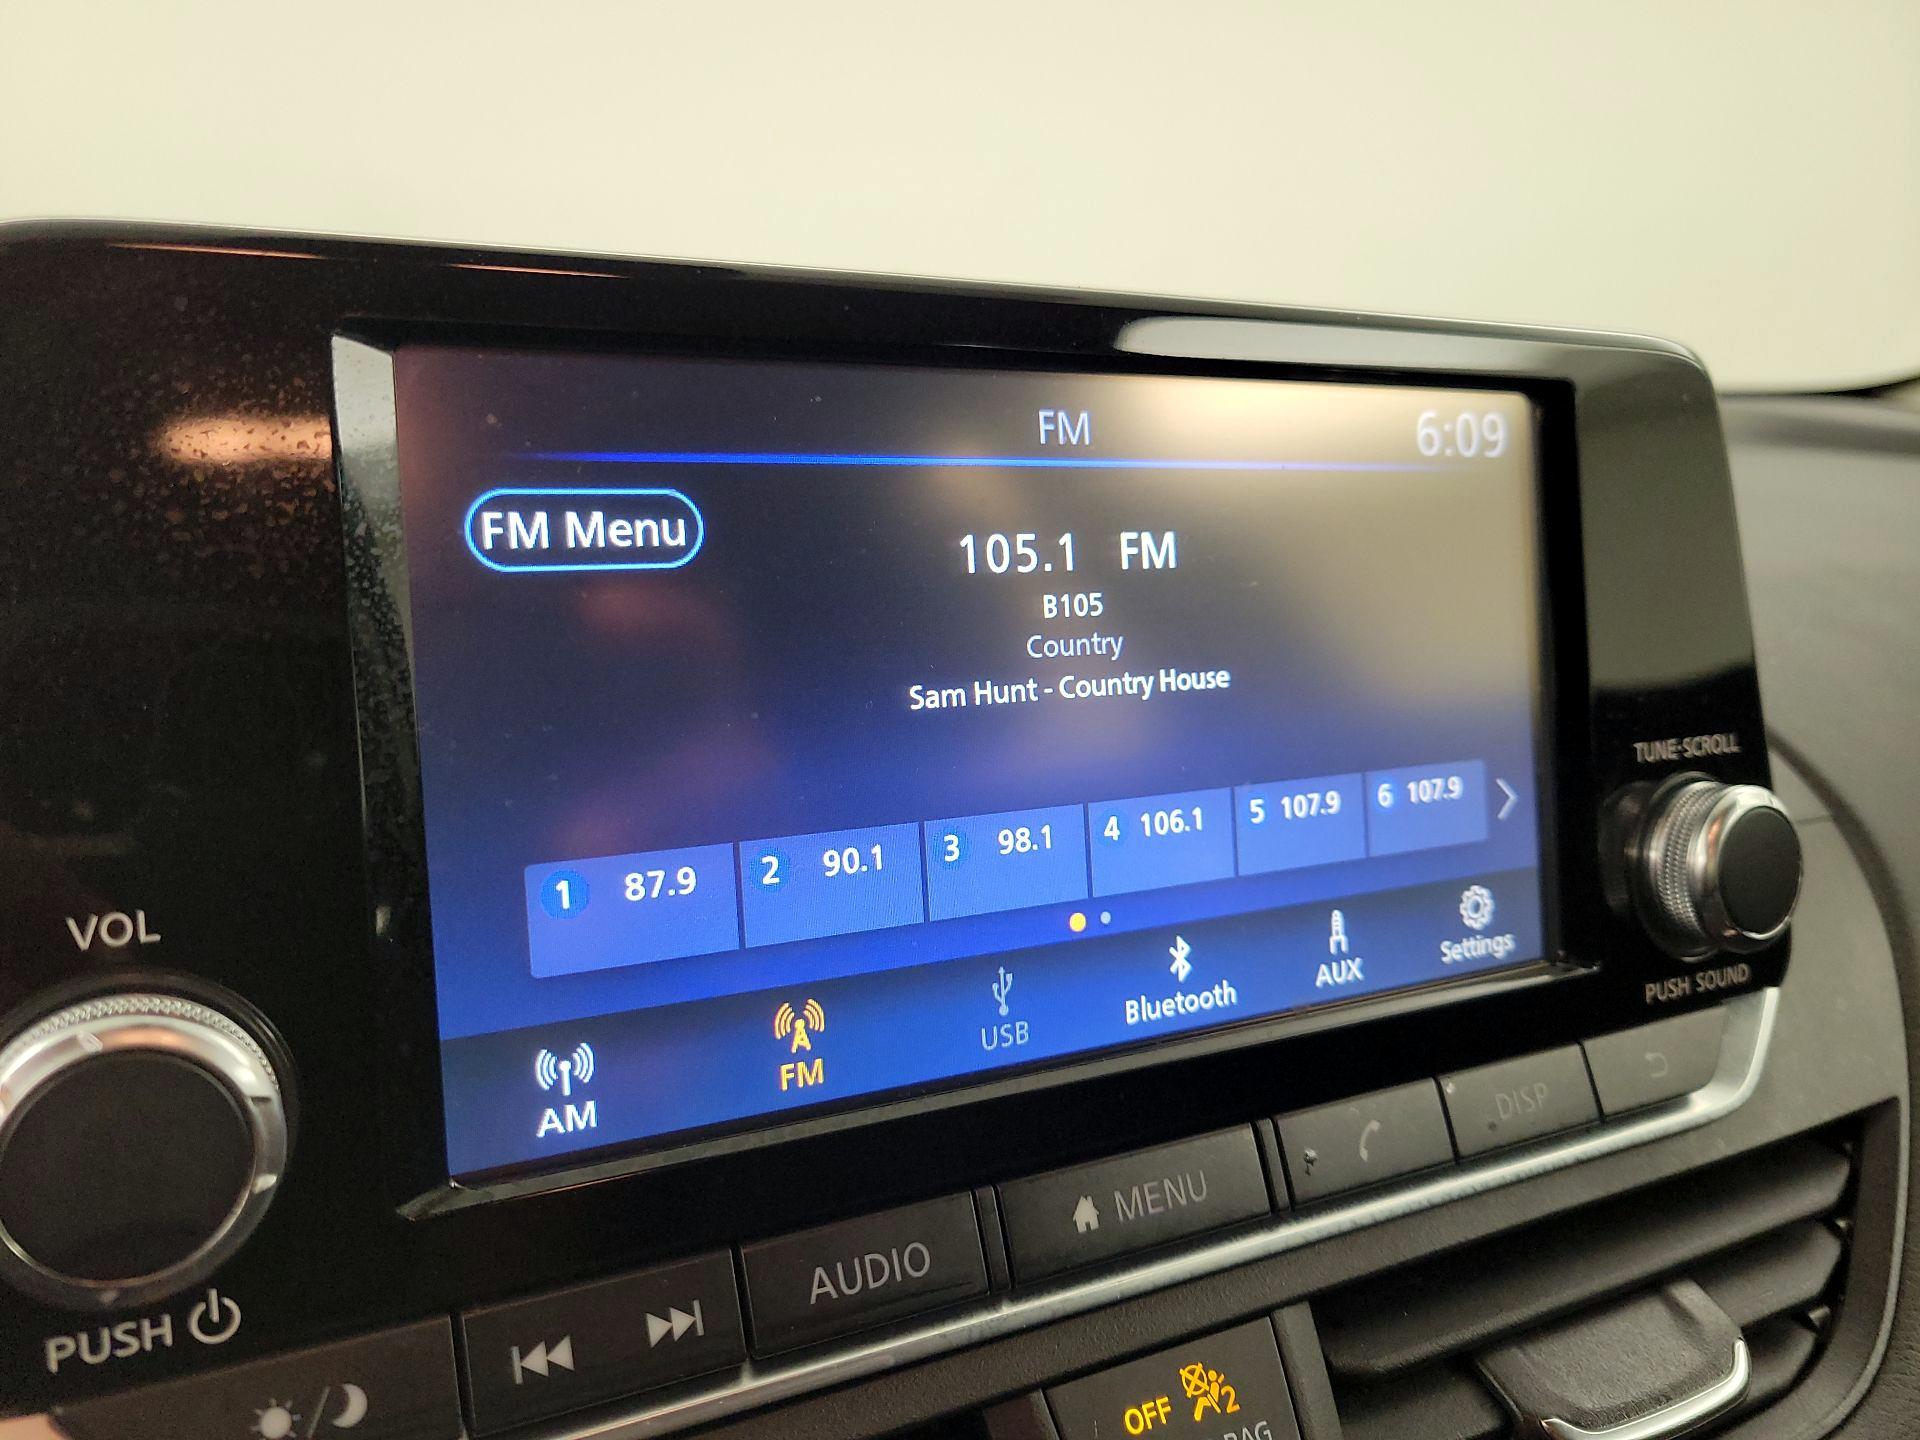 FM
6:09
FM Menu
105.1 FM
B105
Country
Sam Hunt - Country House
1 87.9
2 90.1
3 98.1
4 106.1
5 107.9
6 107.9
AM
FM
USB
Bluetooth
AUX
Settings
VOL
PUSH
TUNE·SCROLL
PUSH SOUND
AUDIO
MENU
DISP
OFF
2
BAG